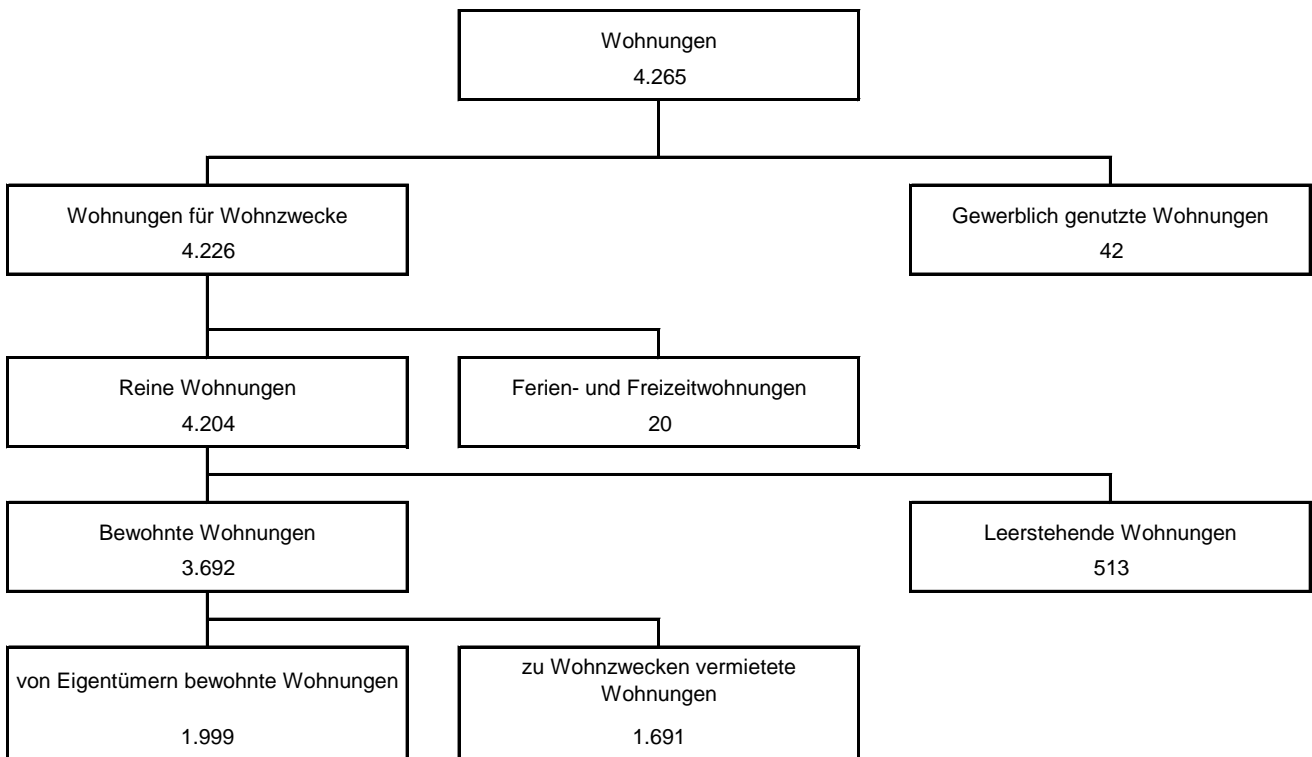 Wohnungen
4.265
Wohnungen für Wohnzwecke
4.226
Gewerblich genutzte Wohnungen
42
Reine Wohnungen
4.204
Ferien- und Freizeitwohnungen
20
Bewohnte Wohnungen
3.692
Leerstehende Wohnungen
513
von Eigentümern bewohnte Wohnungen
1.999
zu Wohnzwecken vermietete
Wohnungen
1.691